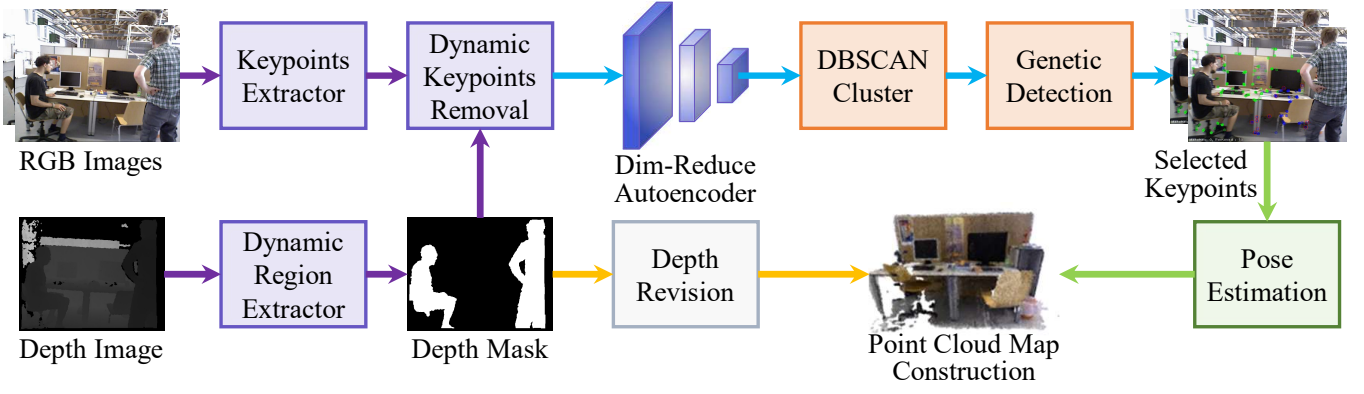 Keypoints
Extractor
Dynamic
Keypoints
Removal
DBSCAN
Cluster
Genetic
Detection
RGB Images
Dim-Reduce
Autoencoder
Selected
Keypoints
Dynamic
Region
Extractor
Depth
Revision
Pose
Estimation
Depth Image
Depth Mask
Point Cloud Map
Construction